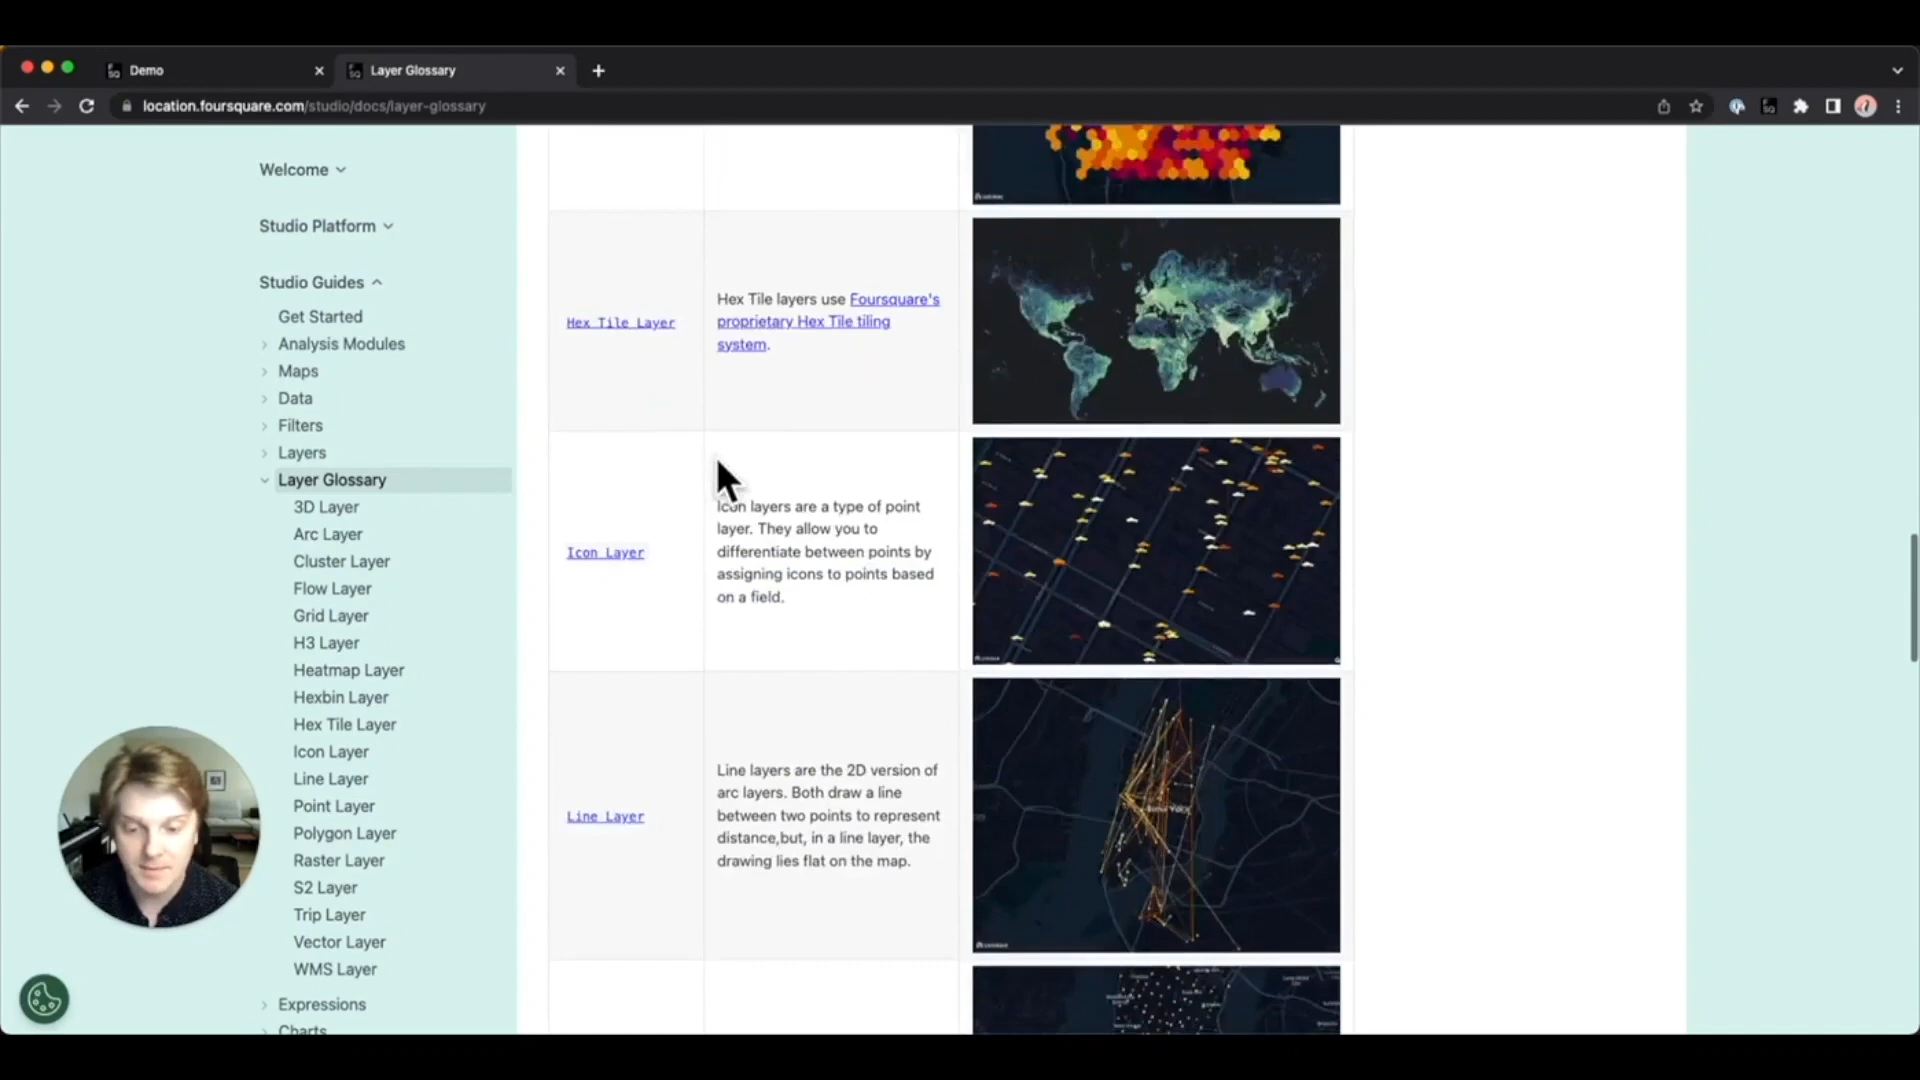 Demo
Layer Glossary
location.foursquare.com/studio/docs/layer-glossary
Welcome
Studio Platform
Studio Guides
Get Started
Analysis Modules
Maps
Data
Filters
Layers
Layer Glossary
3D Layer
Arc Layer
Cluster Layer
Flow Layer
Grid Layer
H3 Layer
Heatmap Layer
Hexbin Layer
Hex Tile Layer
Icon Layer
Line Layer
Point Layer
Polygon Layer
Raster Layer
S2 Layer
Trip Layer
Vector Layer
WMS Layer
Expressions
Charts
Hex Tile Layer
Hex Tile layers use Foursquare's
proprietary Hex Tile tiling
system.
Icon Layer
Icon layers are a type of point
layer. They allow you to
differentiate between points by
assigning icons to points based
on a field.
Line Layer
Line layers are the 2D version of
arc layers. Both draw a line
between two points to represent
distance,but, in a line layer, the
drawing lies flat on the map.